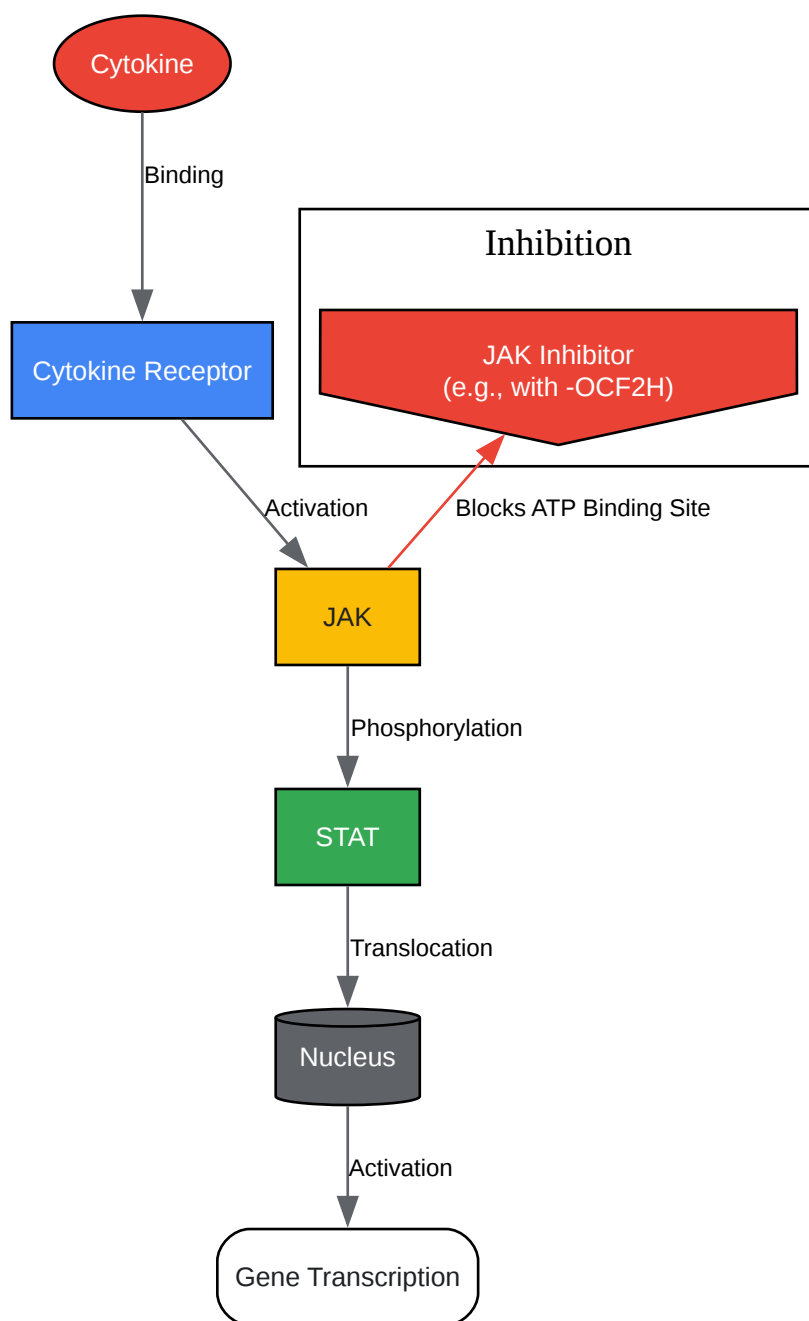 Cytokine
Binding
Inhibition
JAK Inhibitor
(e.g., with -OCF2H)
Cytokine Receptor
Activation
Blocks ATP Binding Site
JAK
Phosphorylation
STAT
Translocation
Nucleus
Activation
Gene Transcription